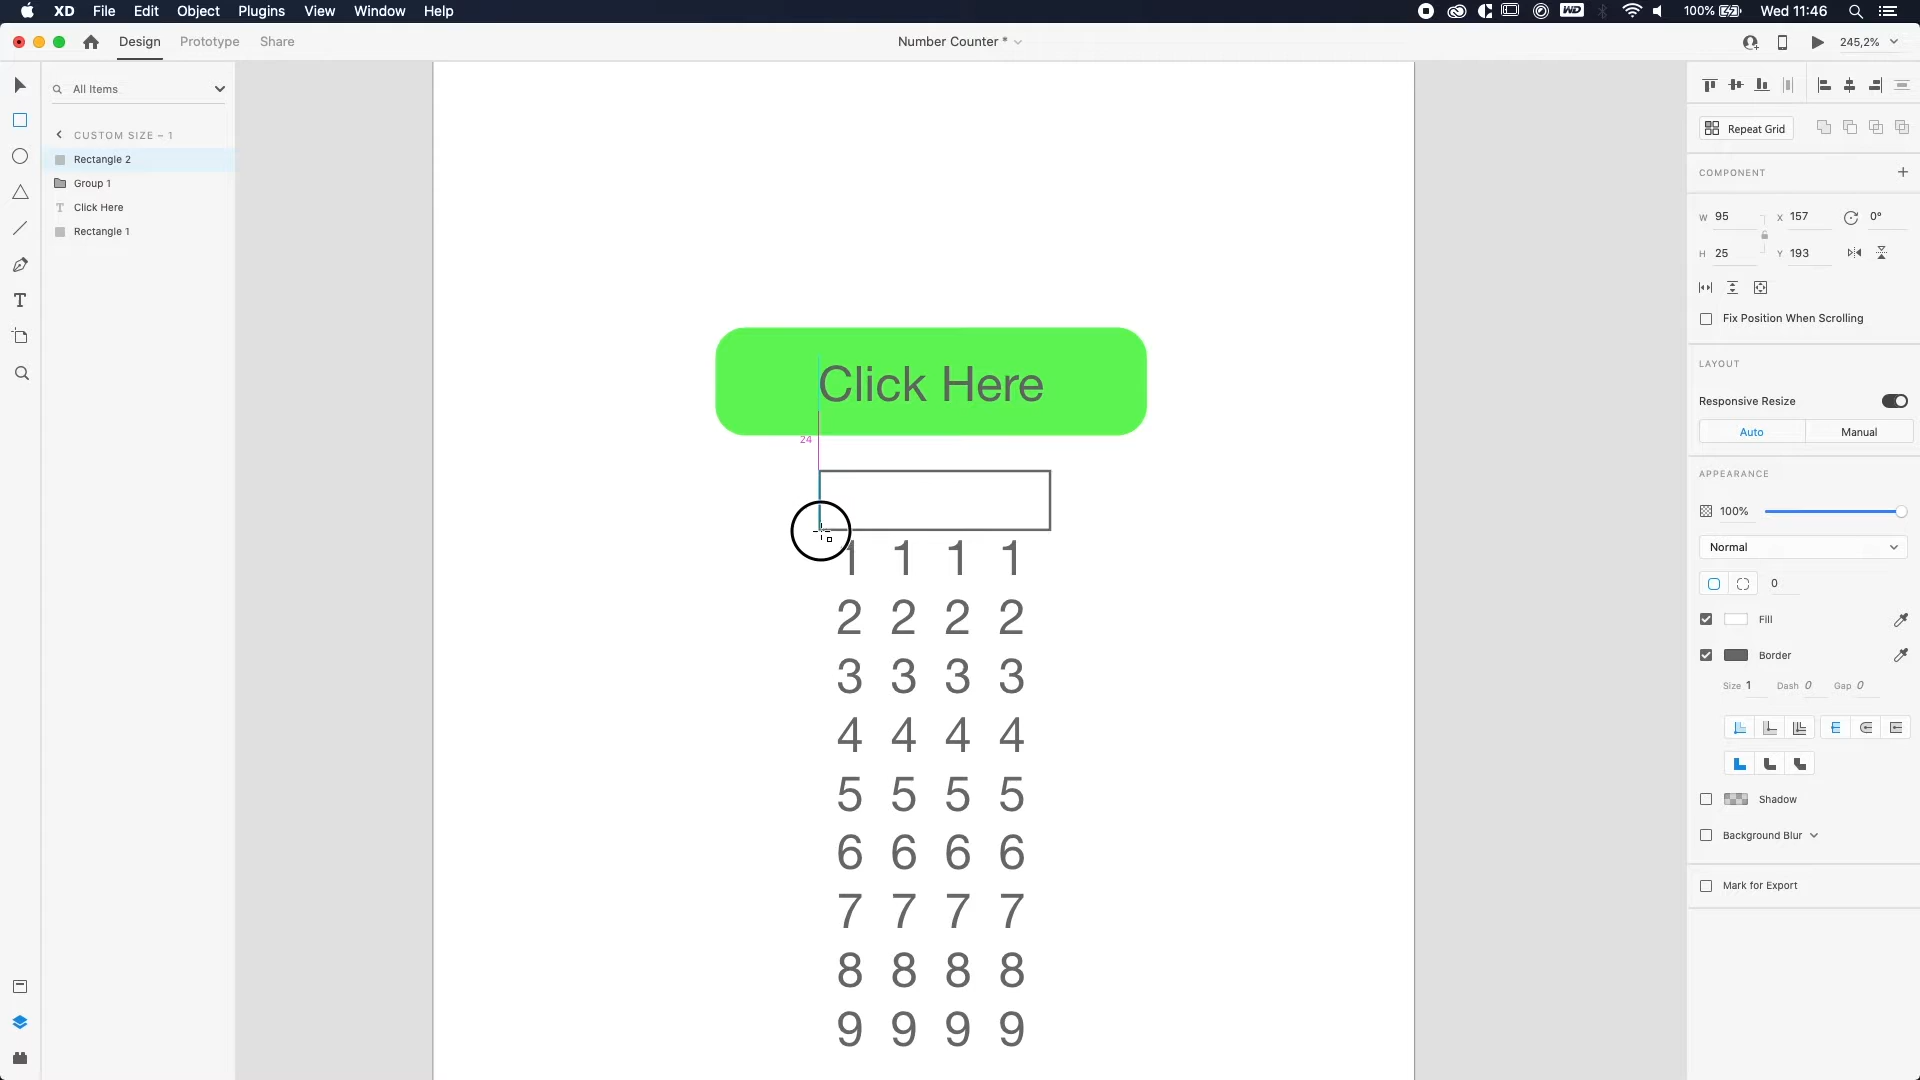 XD File Edit Object Plugins View Window Help
WD 100% Wed 11:46
Design Prototype Share
Number Counter *
245,2%
All Items
CUSTOM SIZE – 1
Rectangle 2
Group 1
T Click Here
Rectangle 1
T
Click Here
24
1 1 1 1
2 2 2 2
3 3 3 3
4 4 4 4
5 5 5 5
6 6 6 6
7 7 7 7
8 8 8 8
9 9 9 9
Repeat Grid
COMPONENT
W 95 X 157 0°
H 25 Y 193
Fix Position When Scrolling
LAYOUT
Responsive Resize
Auto Manual
APPEARANCE
100%
Normal
0
Fill
Border
Size 1 Dash 0 Gap 0
Shadow
Background Blur
Mark for Export